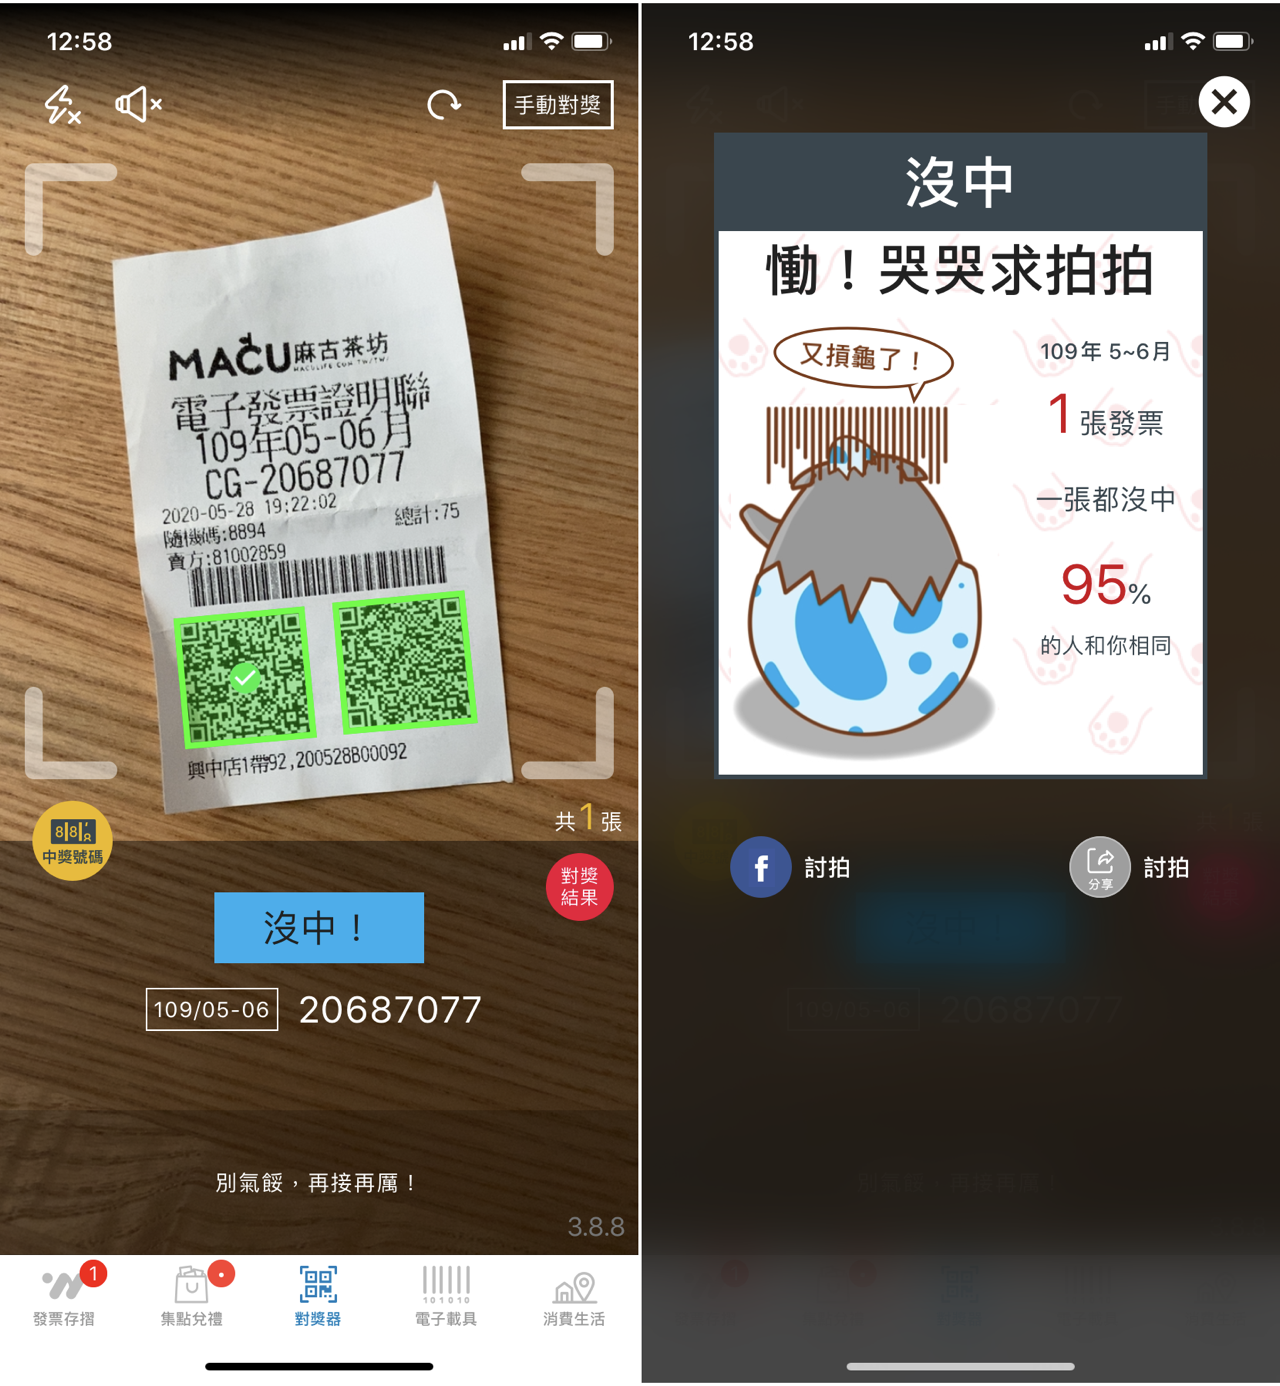 12:58
手動對獎
MACU麻古茶坊
電子發票證明聯
109年05-06月
CG-20687077
2020-05-28 19:22:02
隨機碼:8894
總計:75
賣方:81002859
興中店1帶92,200528B00092
中獎號碼
共1張
對獎
結果
沒中！
109/05-06
20687077
別氣餒，再接再厲！
3.8.8
1
發票存摺
集點兌禮
對獎器
101010
電子載具
消費生活
12:58
沒中
慟！哭哭求拍拍
又摃龜了！
109年 5~6月
1 張發票
一張都沒中
95%
的人和你相同
f
討拍
分享
討拍
109/05-06
20687077